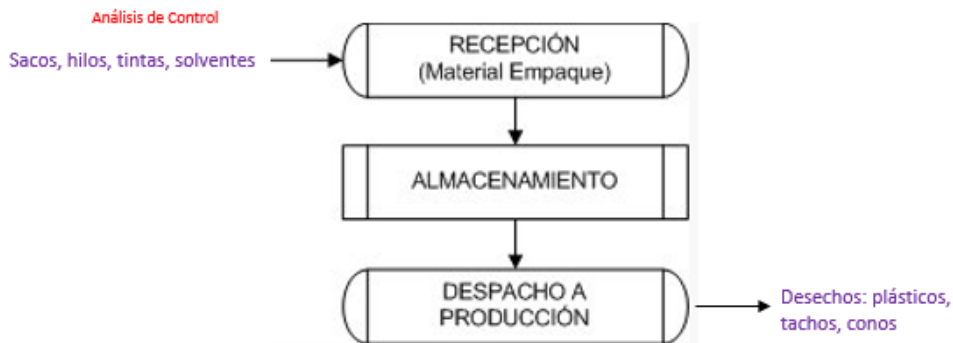 Análisis de Control
Sacos, hilos, tintas, solventes
RECEPCIÓN
(Material Empaque)
ALMACENAMIENTO
DESPACHO A
PRODUCCIÓN
Desechos: plásticos,
tachos, conos